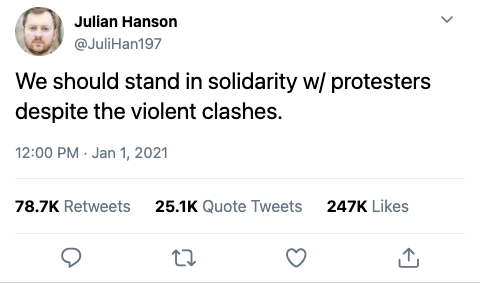 Julian Hanson
@JuliHan197
We should stand in solidarity w/ protesters
despite the violent clashes.
12:00 PM · Jan 1, 2021
78.7K Retweets 25.1K Quote Tweets 247K Likes